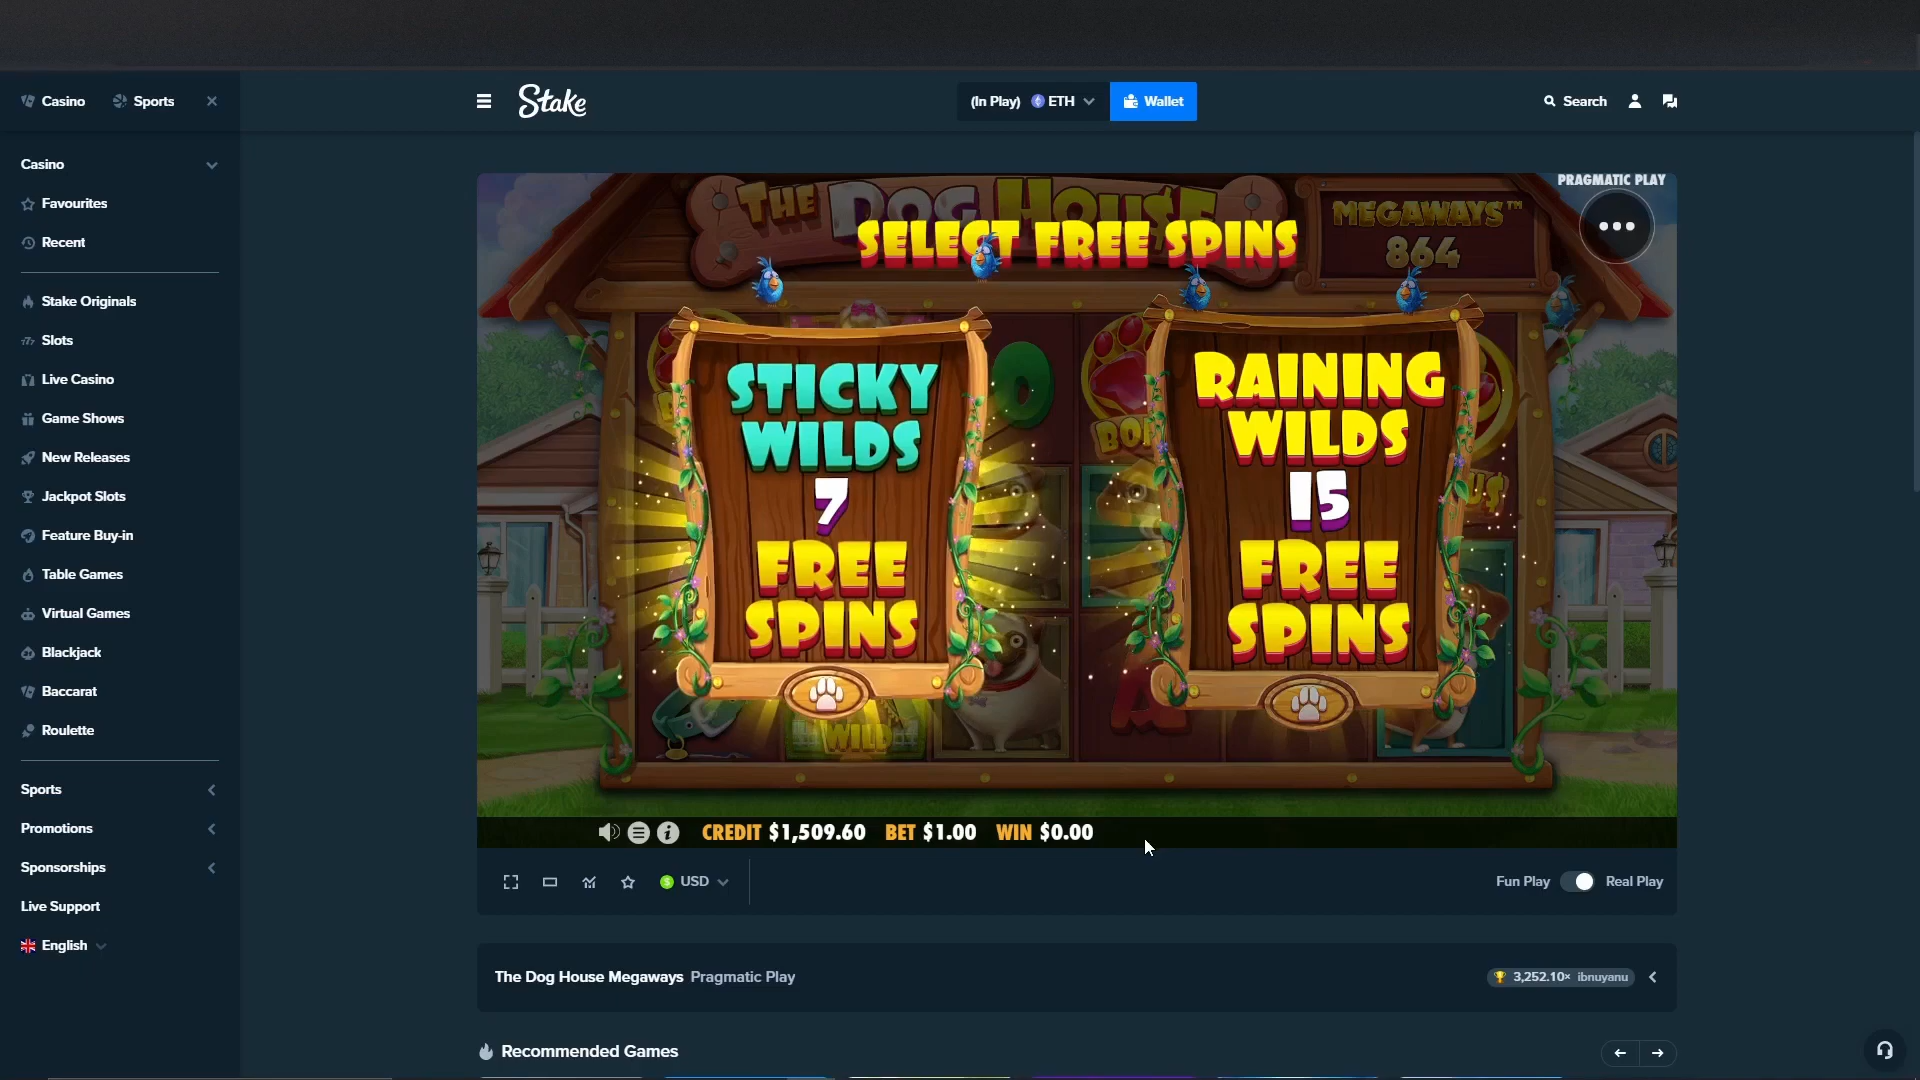 Casino
Sports
Stake
(In Play) ETH
Wallet
Search
Casino
Favourites
Recent
Stake Originals
Slots
Live Casino
Game Shows
New Releases
Jackpot Slots
Feature Buy-in
Table Games
Virtual Games
Blackjack
Baccarat
Roulette
Sports
Promotions
Sponsorships
Live Support
English
PRAGMATIC PLAY
THE DOG HOU$E
MEGAWAYS™
864
SELECT FREE SPINS
STICKY
WILDS
7
FREE
SPINS
RAINING
WILDS
15
FREE
SPINS
WILD
A
CREDIT $1,509.60 BET $1.00 WIN $0.00
USD
Fun Play
Real Play
The Dog House Megaways Pragmatic Play
3,252.10× ibnuyanu
Recommended Games